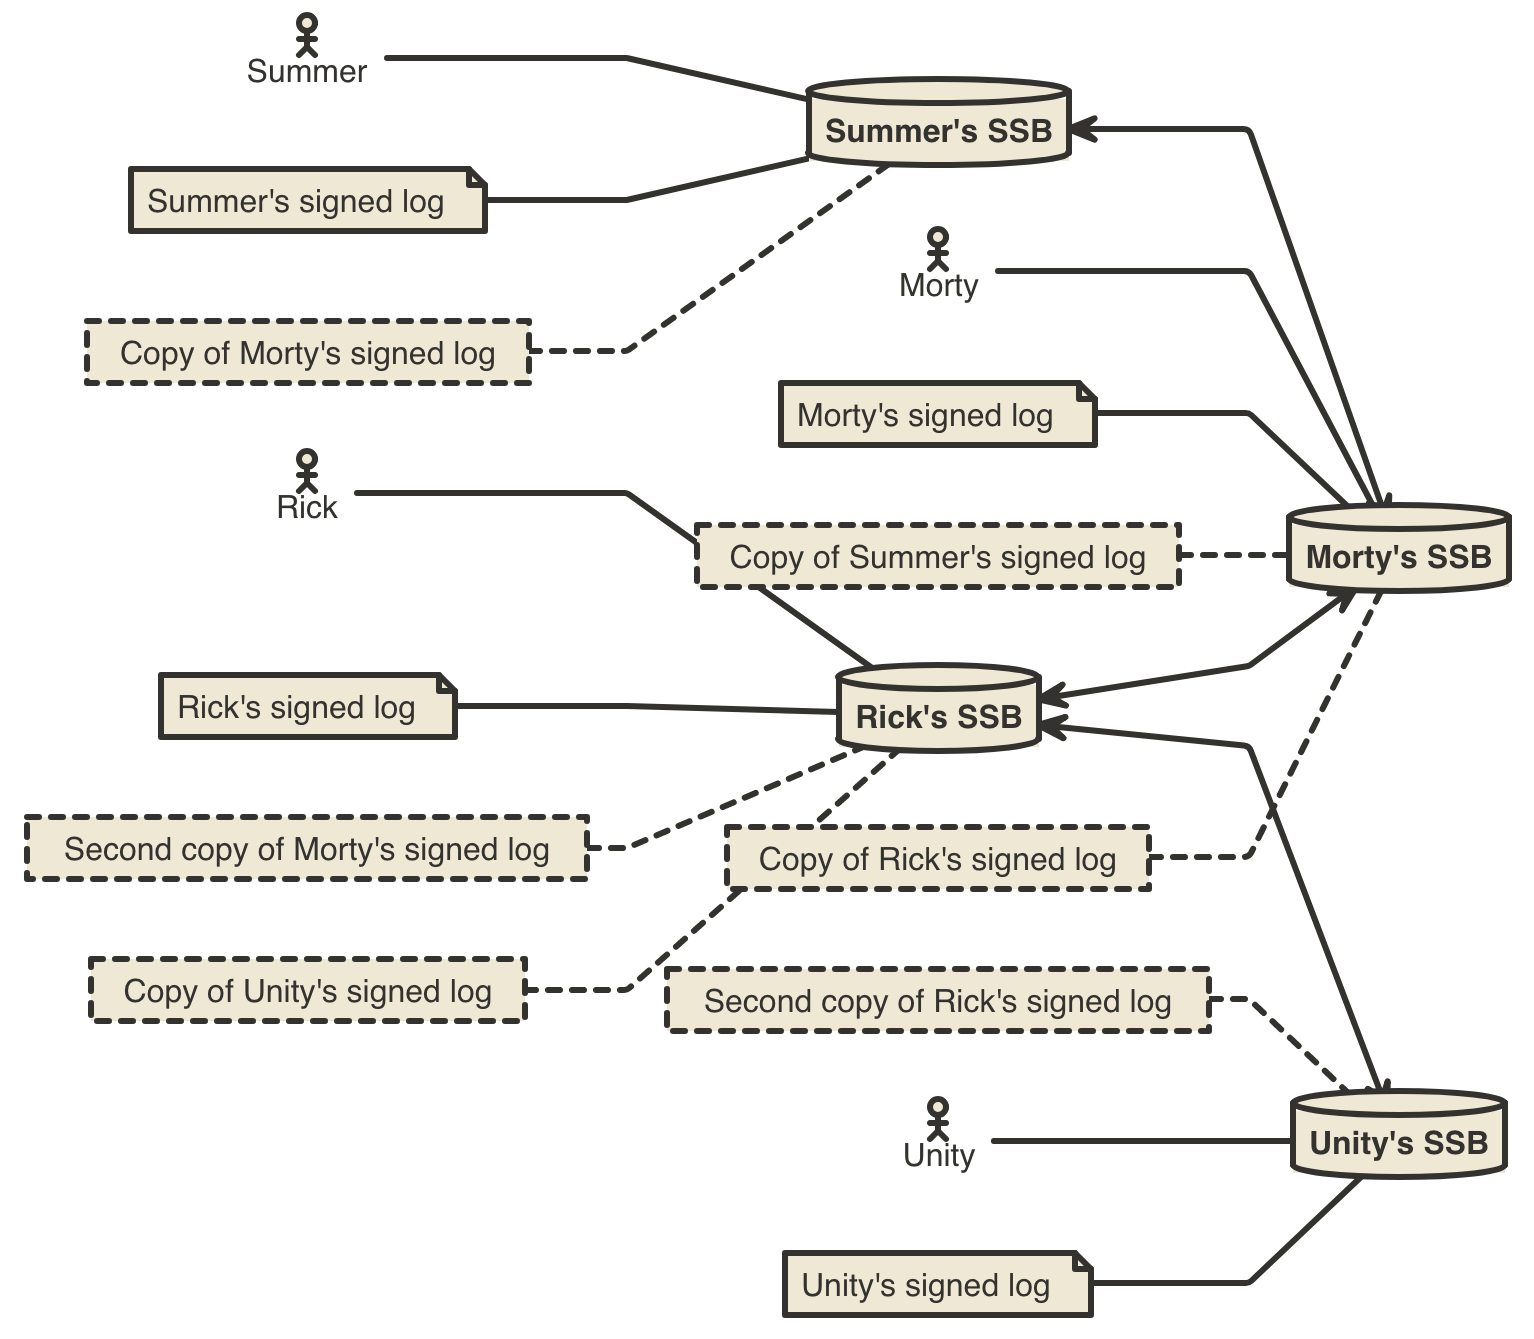 Summer
Summer's SSB
Summer's signed log
Morty
Copy of Morty's signed log
Morty's signed log
Rick
Copy of Summer's signed log
Morty's SSB
Rick's signed log
Rick's SSB
Second copy of Morty's signed log
Copy of Rick's signed log
Copy of Unity's signed log
Second copy of Rick's signed log
Unity
Unity's SSB
Unity's signed log